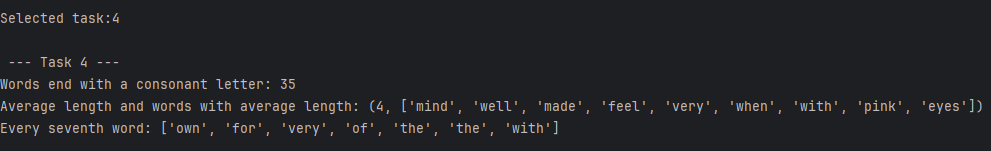 Selected task:4
--- Task 4 ---
Words end with a consonant letter: 35
Average length and words with average length: (4, ['mind', 'well', 'made', 'feel', 'very', 'when', 'with', 'pink', 'eyes'])
Every seventh word: ['own', 'for', 'very', 'of', 'the', 'the', 'with']